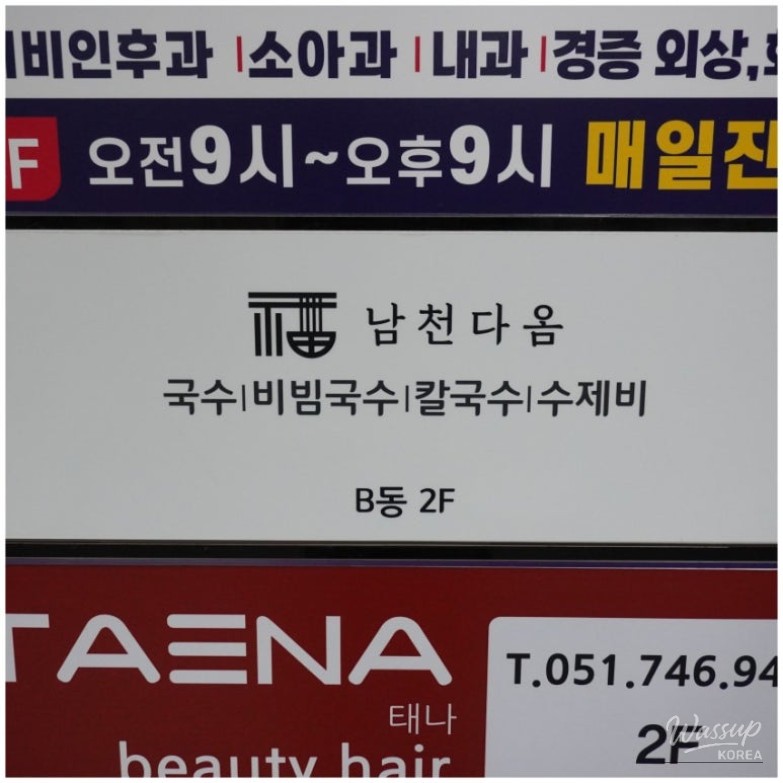 비인후과 | 소아과 | 내과 | 경증 외상,
F 오전9시~오후9시 매일진
남천다옴
국수|비빔국수|칼국수|수제비
B동 2F
TAENA
태나
beauty hair
T.051.746.94
2F
Wassup
KOREA